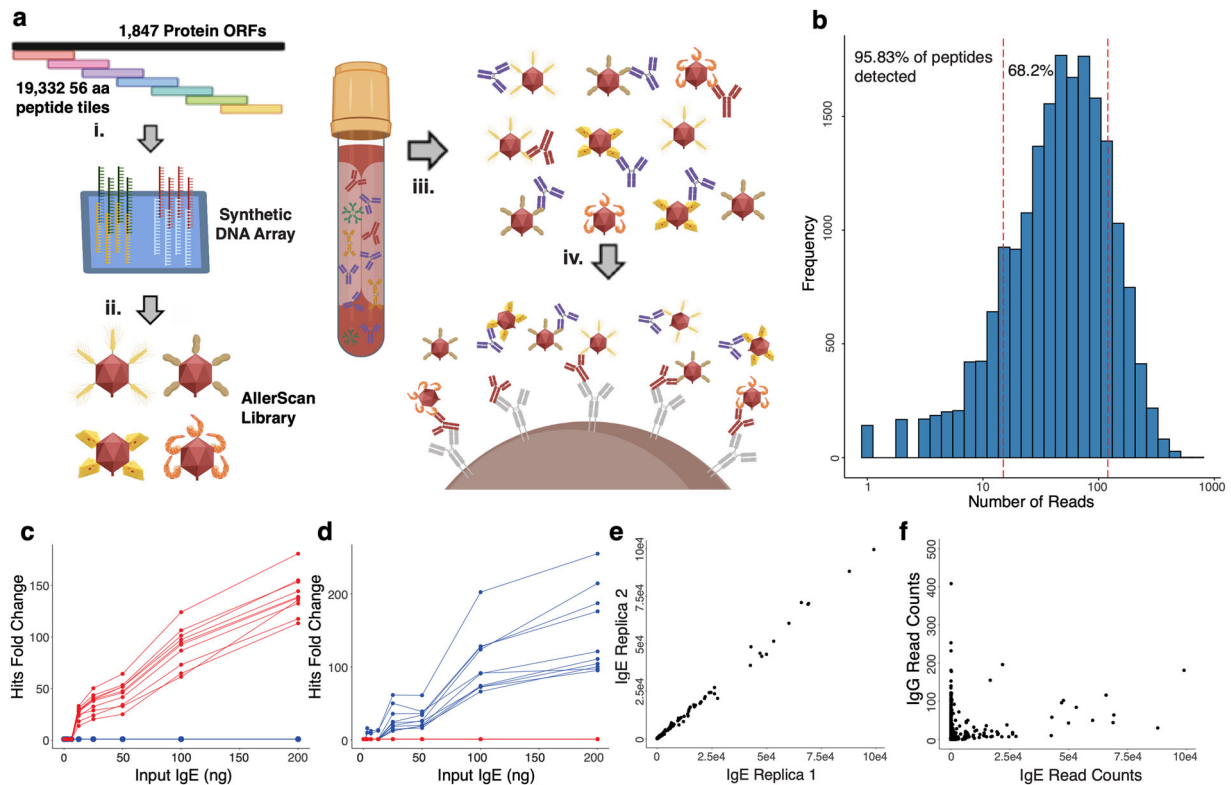 a
1,847 Protein ORFs
19,332 56 aa
peptide tiles
i.
Synthetic
DNA Array
ii.
AllerScan
Library
iii.
iv.
b
95.83% of peptides
detected
68.2%
Frequency
1500
1000
500
0
1
10
100
1000
Number of Reads
c
Hits Fold Change
150
100
50
0
0
50
100
150
200
Input IgE (ng)
d
Hits Fold Change
200
100
0
0
50
100
150
200
Input IgE (ng)
e
IgE Replica 2
10e4
7.5e4
5e4
2.5e4
0
0
2.5e4
5e4
7.5e4
10e4
IgE Replica 1
f
IgG Read Counts
500
400
300
200
100
0
0
2.5e4
5e4
7.5e4
10e4
IgE Read Counts